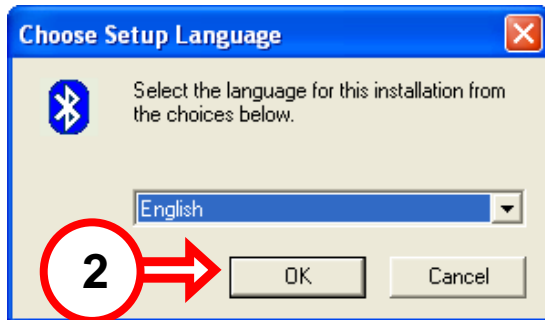 Choose Setup Language
Select the language for this installation from
the choices below.
English
2
OK
Cancel